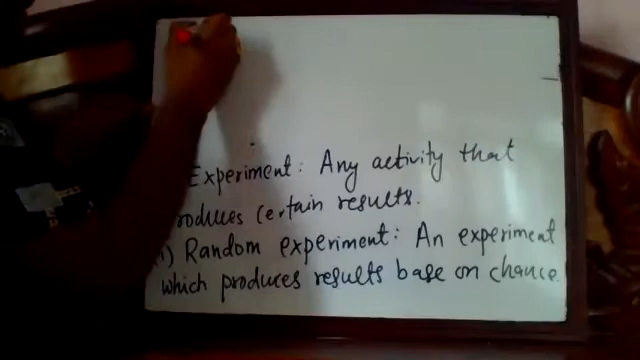 Experiment: Any activity that
roduces certain results.
i) Random experiment: An experiment
which produces results base on chance.